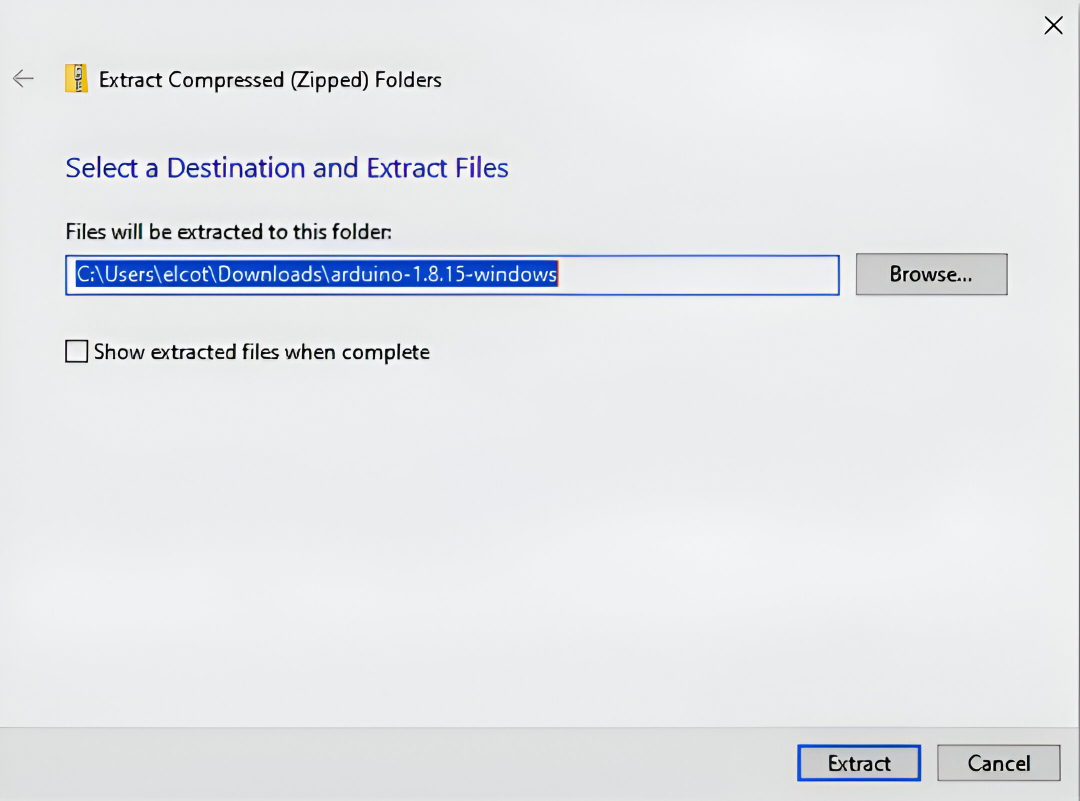 Extract Compressed (Zipped) Folders
Select a Destination and Extract Files
Files will be extracted to this folder:
C:\Users\elcot\Downloads\arduino-1.8.15-windows
Browse...
Show extracted files when complete
Extract
Cancel